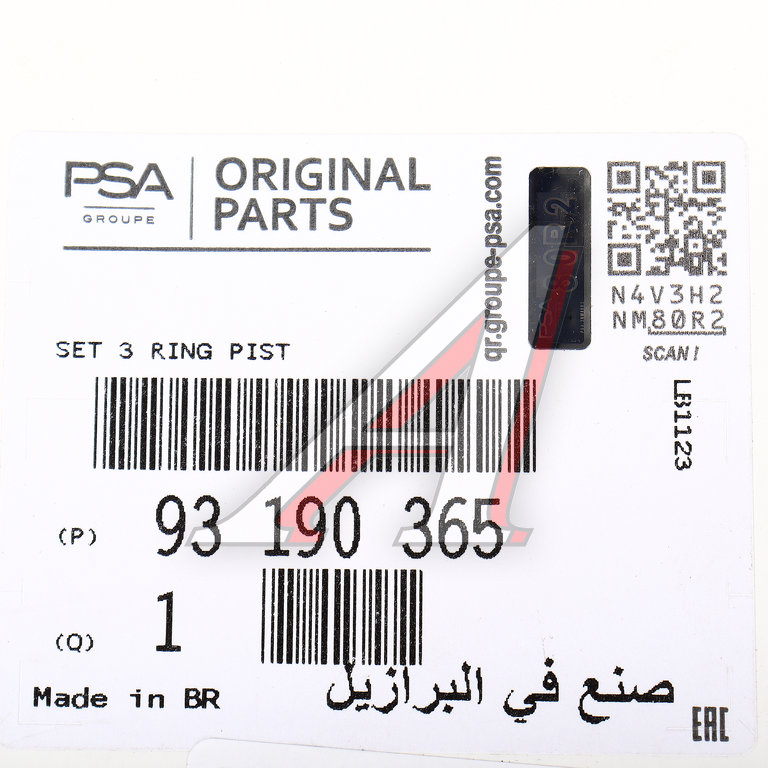 PSA
GROUPE
ORIGINAL
PARTS
qr.groupe-psa.com
N4V3H2
NM80R2
SCAN!
SET 3 RING PIST
LB1123
(P) 93 190 365
(Q) 1
Made in BR
صنع في البرازيل
EAC